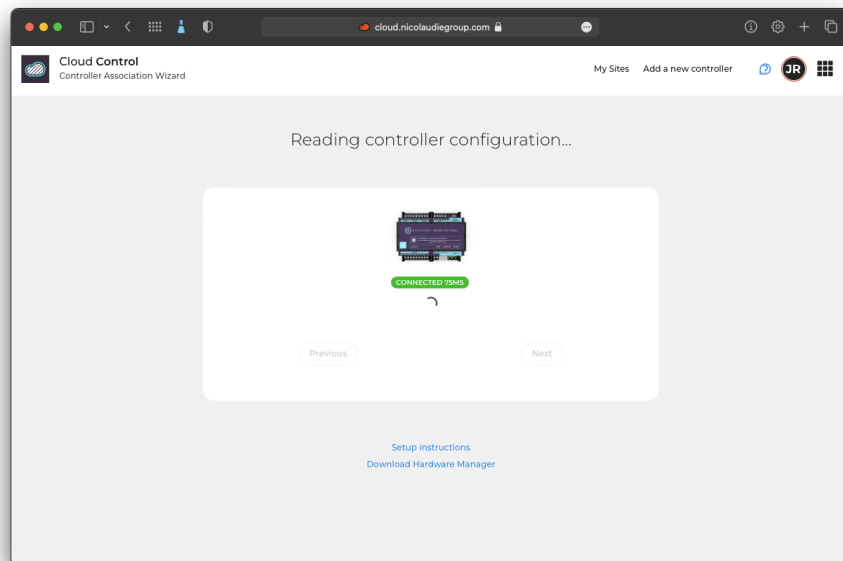 cloud.nicolaudiegroup.com
Cloud Control
Controller Association Wizard
My Sites Add a new controller
JR
Reading controller configuration...
CONNECTED 75MS
Previous Next
Setup instructions
Download Hardware Manager